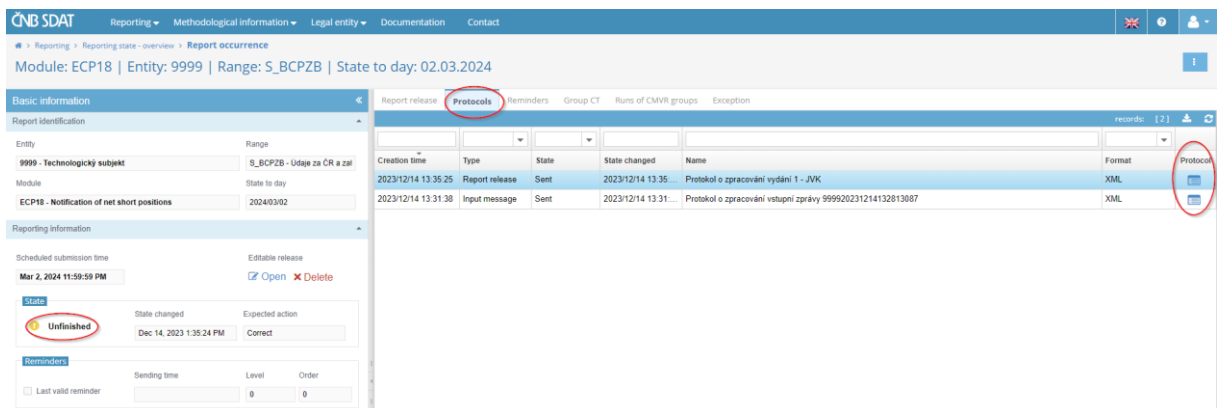 ČNB SDAT Reporting Methodological information Legal entity Documentation Contact
Reporting > Reporting state - overview > Report occurrence
Module: ECP18 | Entity: 9999 | Range: S_BCPZB | State to day: 02.03.2024
Basic information
Report identification
Entity Range
9999 - Technologický subjekt S_BCPZB - Údaje za ČR a zal
Module State to day
ECP18 - Notification of net short positions 2024/03/02
Reporting information
Scheduled submission time Editable release
Mar 2, 2024 11:59:59 PM Open Delete
State
State changed Expected action
Unfinished Dec 14, 2023 1:35:24 PM Correct
Reminders
Sending time Level Order
Last valid reminder 0 0
Report release Protocols Reminders Group CT Runs of CMVR groups Exception
records: [2]
Creation time Type State State changed Name Format Protocol
2023/12/14 13:35:25 Report release Sent 2023/12/14 13:35:... Protokol o zpracování vydání 1 - JVK XML
2023/12/14 13:31:38 Input message Sent 2023/12/14 13:31:... Protokol o zpracování vstupní zprávy 999920231214132813087 XML